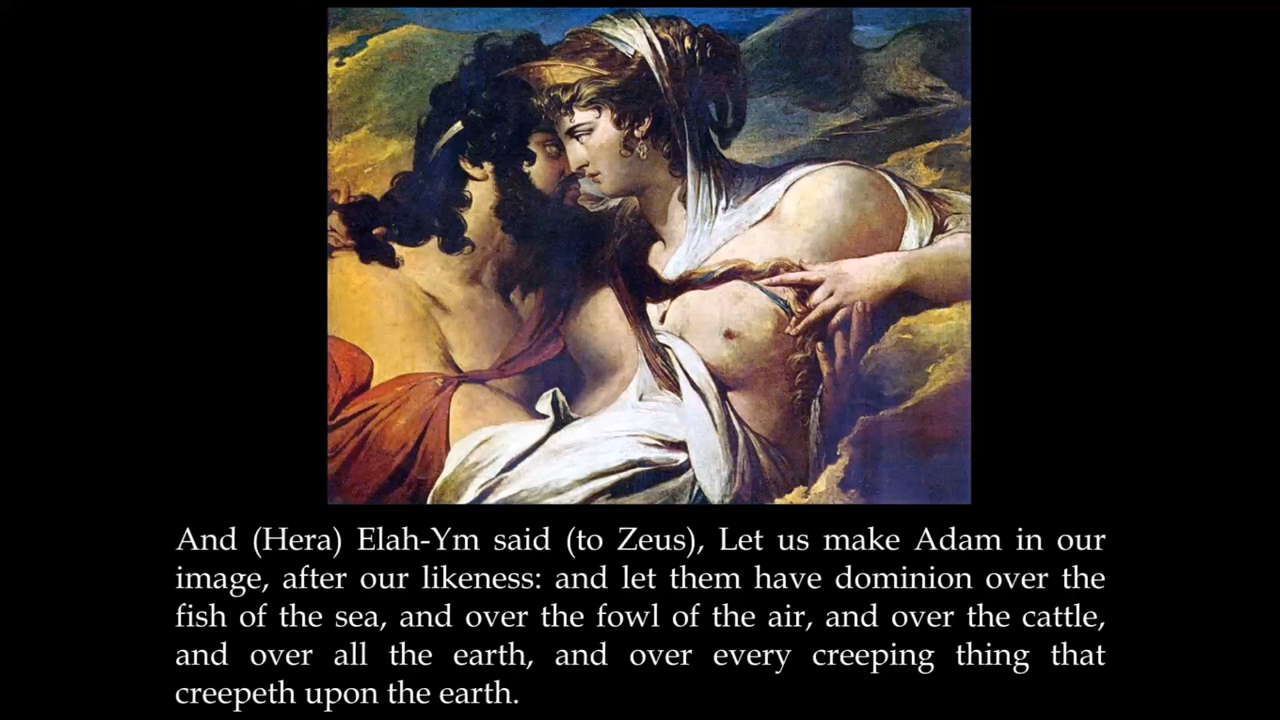 And (Hera) Elah-Ym said (to Zeus), Let us make Adam in our
image, after our likeness: and let them have dominion over the
fish of the sea, and over the fowl of the air, and over the cattle,
and over all the earth, and over every creeping thing that
creepeth upon the earth.